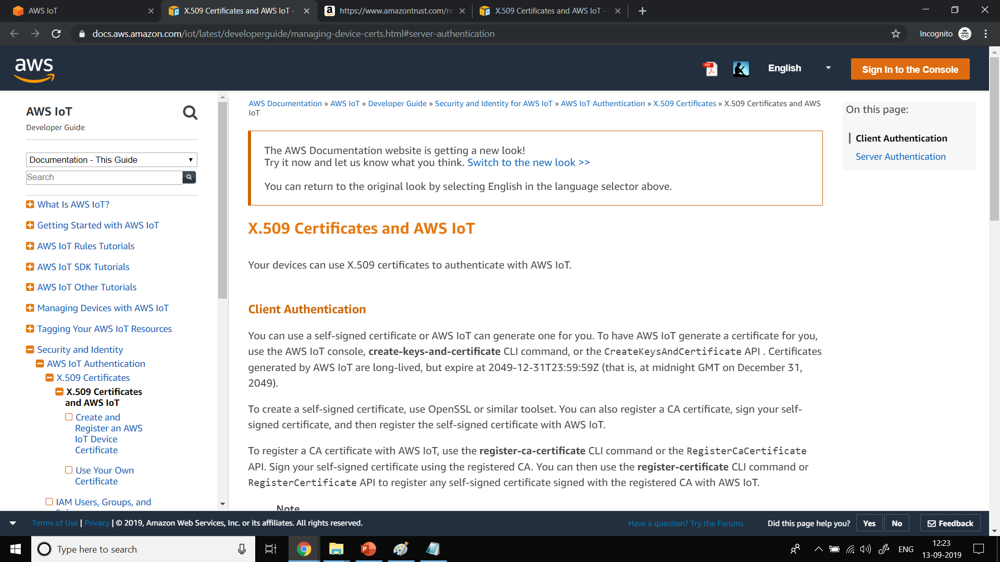 AWS IoT
X.509 Certificates and AWS IoT -
https://www.amazontrust.com/re
X.509 Certificates and AWS IoT -
docs.aws.amazon.com/iot/latest/developerguide/managing-device-certs.html#server-authentication
Incognito
aws
PDF
English
Sign In to the Console
AWS IoT
Developer Guide
Documentation - This Guide
Search
What Is AWS IoT?
Getting Started with AWS IoT
AWS IoT Rules Tutorials
AWS IoT SDK Tutorials
AWS IoT Other Tutorials
Managing Devices with AWS IoT
Tagging Your AWS IoT Resources
Security and Identity
AWS IoT Authentication
X.509 Certificates
X.509 Certificates
and AWS IoT
Create and
Register an AWS
IoT Device
Certificate
Use Your Own
Certificate
IAM Users, Groups, and
AWS Documentation » AWS IoT » Developer Guide » Security and Identity for AWS IoT » AWS IoT Authentication » X.509 Certificates » X.509 Certificates and AWS
IoT
The AWS Documentation website is getting a new look!
Try it now and let us know what you think. Switch to the new look >>
You can return to the original look by selecting English in the language selector above.
X.509 Certificates and AWS IoT
Your devices can use X.509 certificates to authenticate with AWS IoT.
Client Authentication
You can use a self-signed certificate or AWS IoT can generate one for you. To have AWS IoT generate a certificate for you,
use the AWS IoT console, create-keys-and-certificate CLI command, or the CreateKeysAndCertificate API . Certificates
generated by AWS IoT are long-lived, but expire at 2049-12-31T23:59:59Z (that is, at midnight GMT on December 31,
2049).
To create a self-signed certificate, use OpenSSL or similar toolset. You can also register a CA certificate, sign your self-
signed certificate, and then register the self-signed certificate with AWS IoT.
To register a CA certificate with AWS IoT, use the register-ca-certificate CLI command or the RegisterCaCertificate
API. Sign your self-signed certificate using the registered CA. You can then use the register-certificate CLI command or
RegisterCertificate API to register any self-signed certificate signed with the registered CA with AWS IoT.
Note
On this page:
Client Authentication
Server Authentication
Terms of Use | Privacy | © 2019, Amazon Web Services, Inc. or its affiliates. All rights reserved.
Have a question? Try the Forums.
Did this page help you?
Yes
No
Feedback
Type here to search
ENG
12:23
13-09-2019